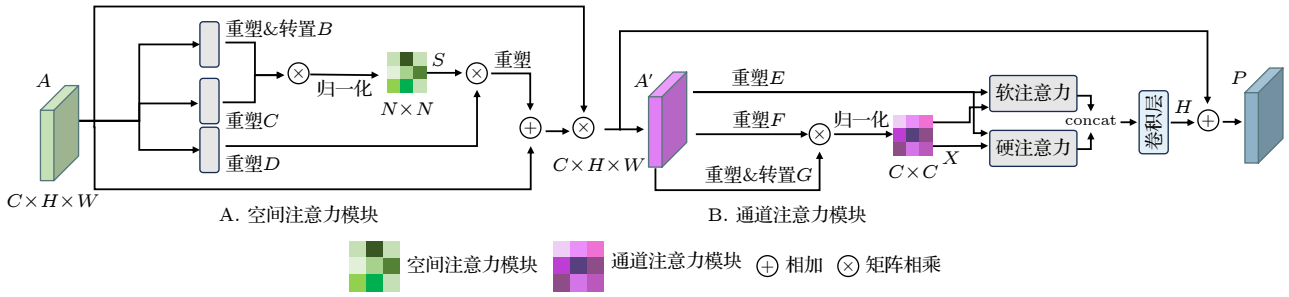 A
C×H×W
重塑&转置B
重塑C
重塑D
归一化
S
N×N
重塑
C×H×W
A. 空间注意力模块
A′
重塑E
重塑F
重塑&转置G
归一化
X
C×C
软注意力
硬注意力
concat
卷积层
H
P
B. 通道注意力模块
空间注意力模块
通道注意力模块
相加
矩阵相乘